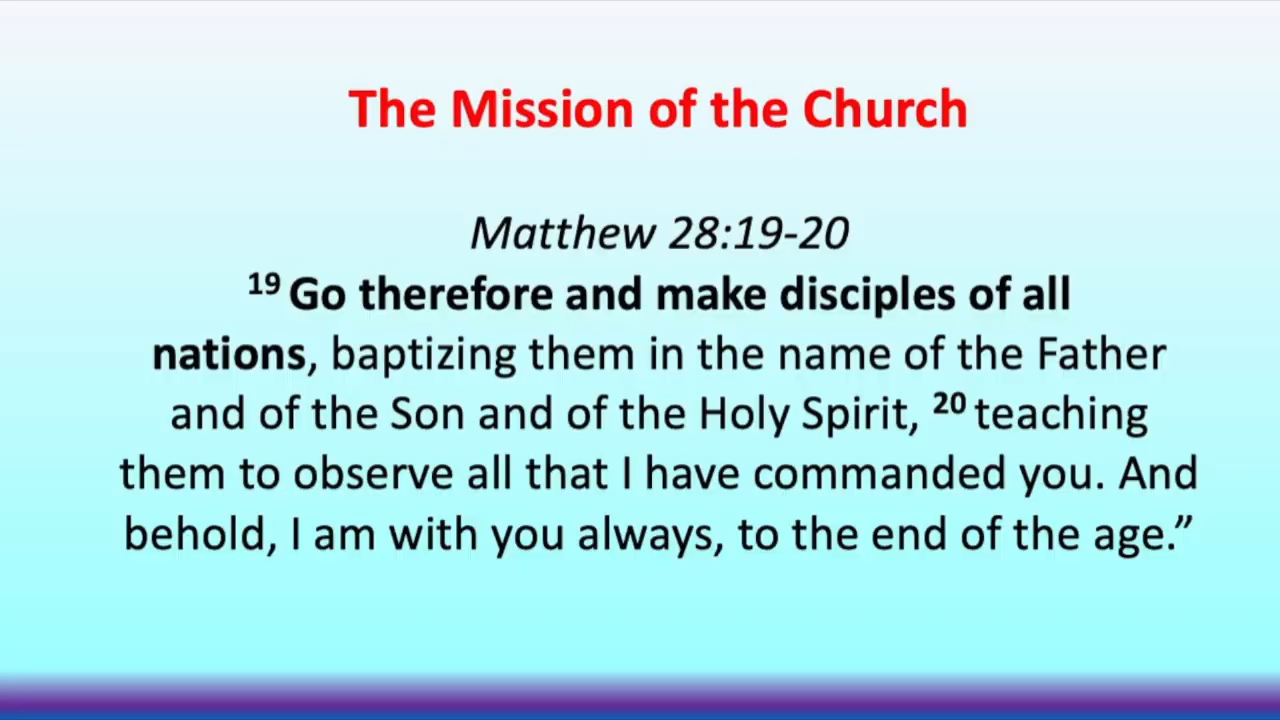 The Mission of the Church
Matthew 28:19-20
19 Go therefore and make disciples of all
nations, baptizing them in the name of the Father
and of the Son and of the Holy Spirit, 20 teaching
them to observe all that I have commanded you. And
behold, I am with you always, to the end of the age.”